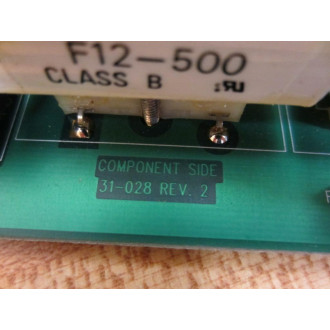 F12-500
CLASS B
COMPONENT SIDE
31-028 REV. 2